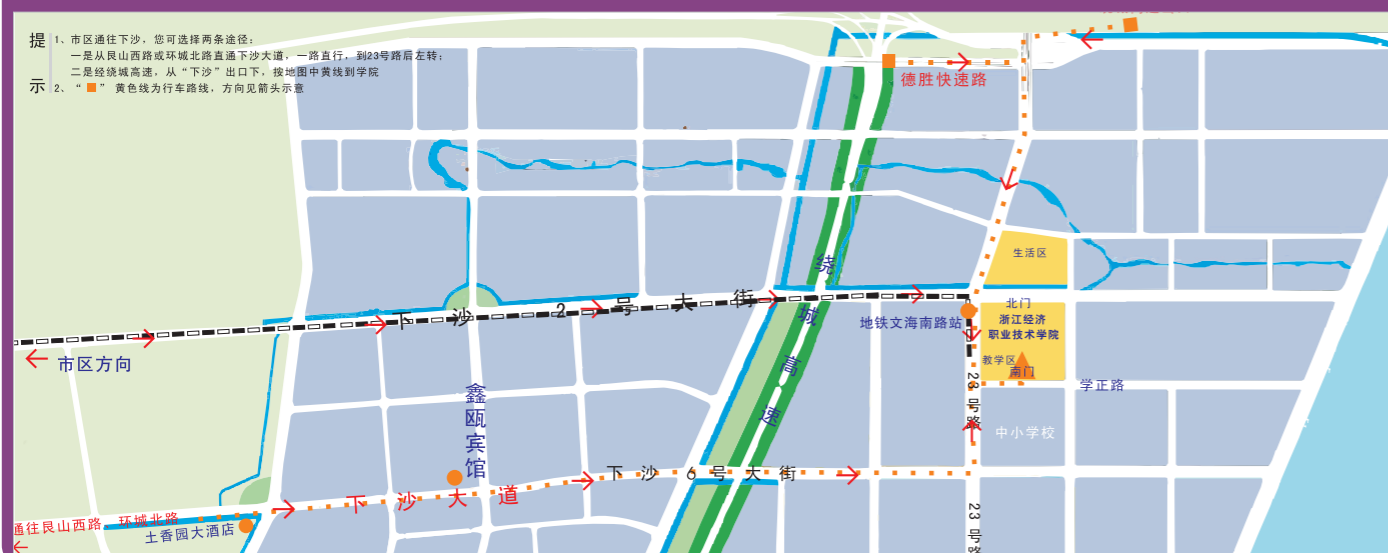 提示
1、市区通往下沙，您可选择两条途径：
一是从艮山西路或环城北路直通下沙大道，一路直行，到23号路后左转；
二是经绕城高速，从“下沙”出口下，按地图中黄线到学院
2、“ ”黄色线为行车路线，方向见箭头示意
德胜快速路
绕城高速
生活区
北门
浙江经济
职业技术学院
教学区
南门
地铁文海南路站
下沙2号大街
市区方向
23号路
学正路
鑫瓯宾馆
中小学校
下沙6号大街
下沙大道
通往艮山西路、环城北路
土香园大酒店
23号路